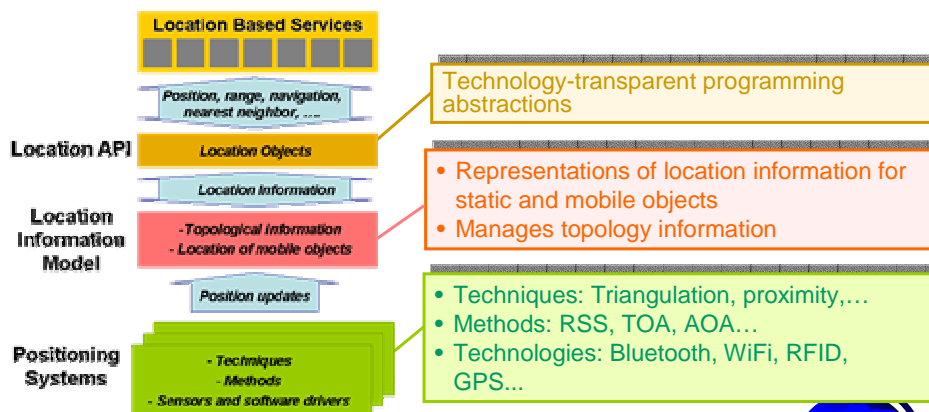 Location Based Services
Position, range, navigation,
nearest neighbor, ....
Location API
Location Objects
Technology-transparent programming
abstractions
Location Information
Location
Information
Model
-Topological information
- Location of mobile objects
• Representations of location information for
static and mobile objects
• Manages topology information
Position updates
Positioning
Systems
- Techniques
- Methods
- Sensors and software drivers
• Techniques: Triangulation, proximity,…
• Methods: RSS, TOA, AOA…
• Technologies: Bluetooth, WiFi, RFID,
GPS...